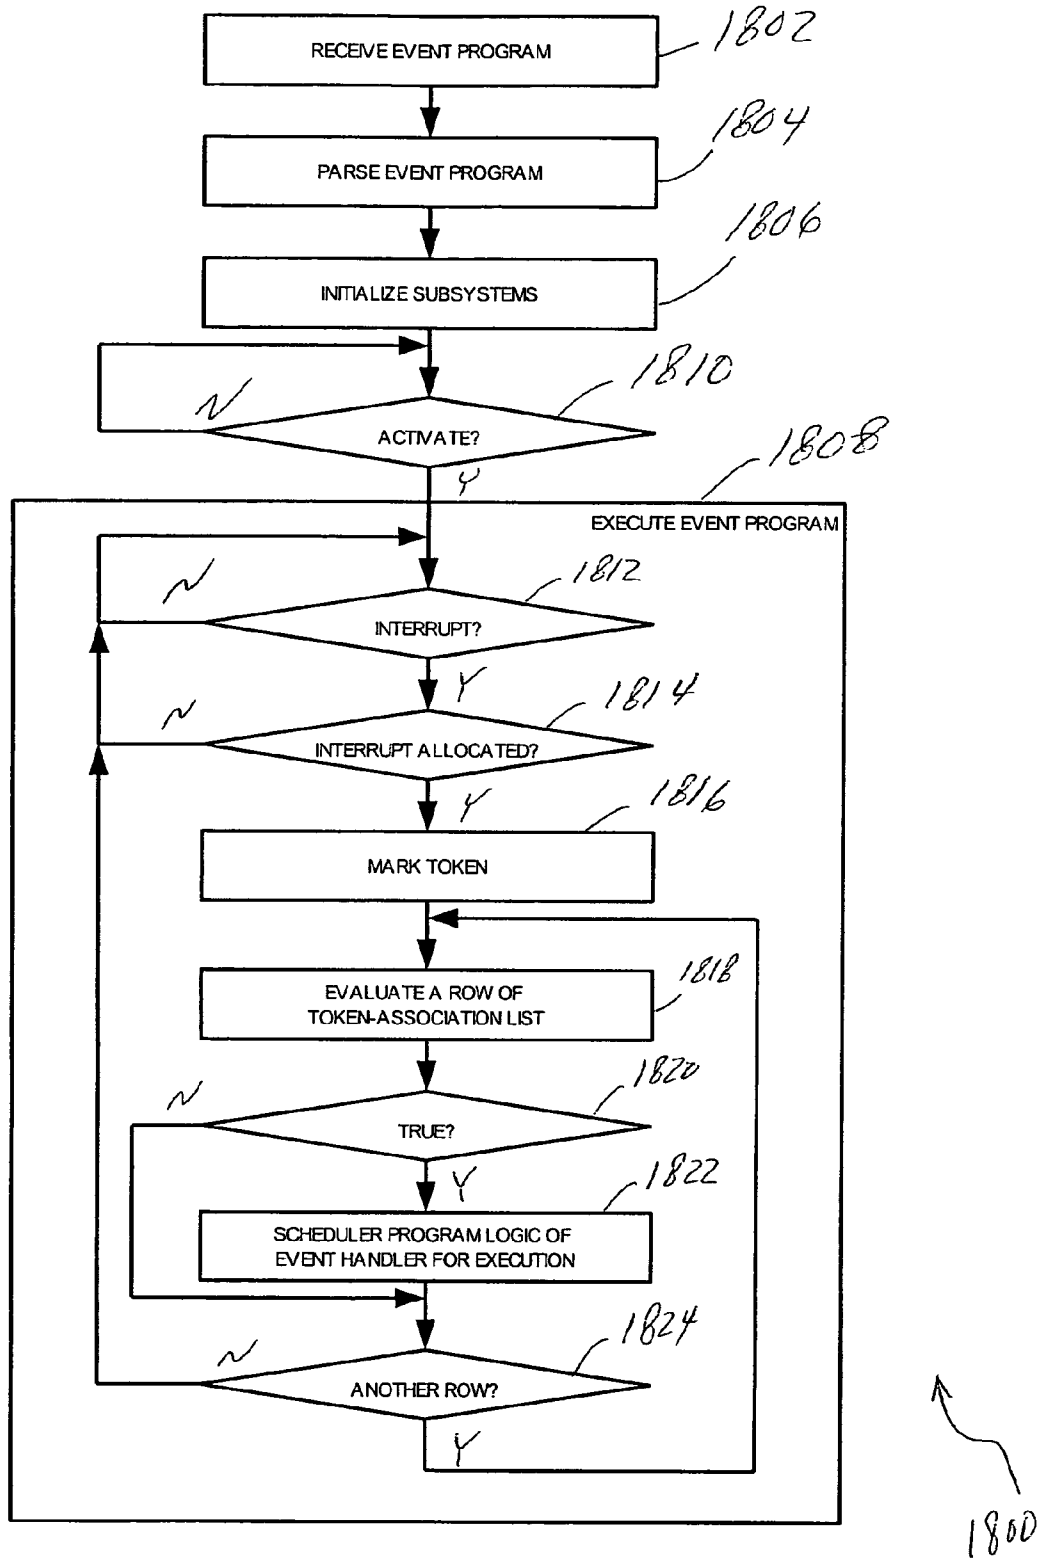 1802
RECEIVE EVENT PROGRAM
1804
PARSE EVENT PROGRAM
1806
INITIALIZE SUBSYSTEMS
1810
N
ACTIVATE?
1808
Y
EXECUTE EVENT PROGRAM
1812
N
INTERRUPT?
Y
1814
N
INTERRUPT ALLOCATED?
Y
1816
MARK TOKEN
1818
EVALUATE A ROW OF
TOKEN-ASSOCIATION LIST
1820
N
TRUE?
Y
1822
SCHEDULER PROGRAM LOGIC OF
EVENT HANDLER FOR EXECUTION
1824
N
ANOTHER ROW?
Y
1800